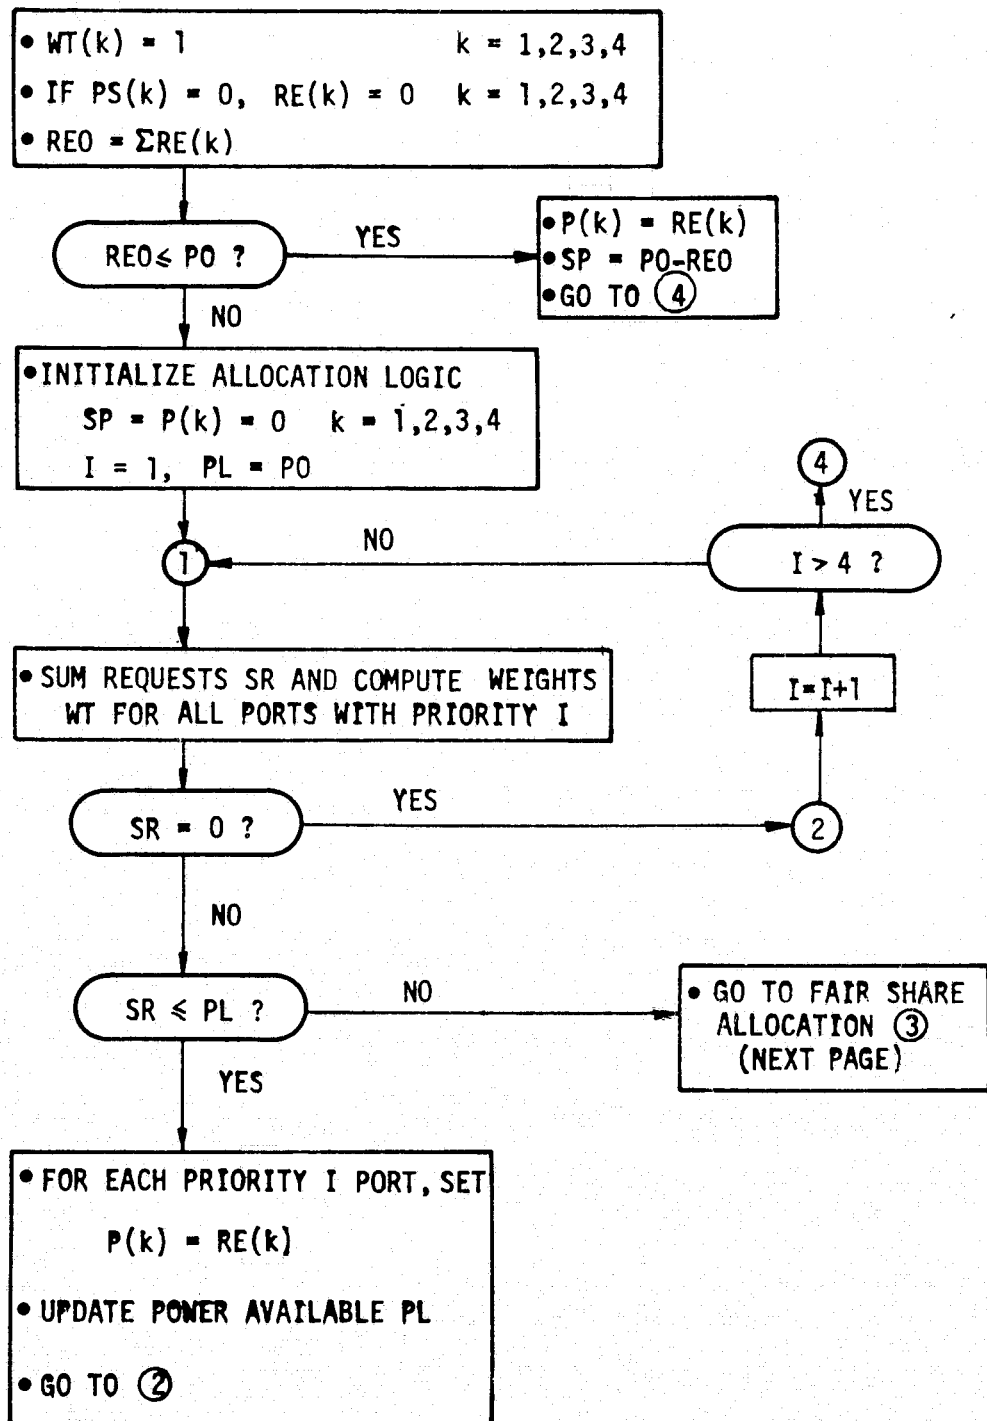 • WT(k) = 1 k = 1,2,3,4
• IF PS(k) = 0, RE(k) = 0 k = 1,2,3,4
• REO = ΣRE(k)
REO ≤ PO ?
YES
• P(k) = RE(k)
• SP = PO-REO
• GO TO 4
NO
• INITIALIZE ALLOCATION LOGIC
SP = P(k) = 0 k = 1,2,3,4
I = 1, PL = PO
4
YES
I > 4 ?
NO
1
• SUM REQUESTS SR AND COMPUTE WEIGHTS
WT FOR ALL PORTS WITH PRIORITY I
I=I+1
SR = 0 ?
YES
2
NO
SR ≤ PL ?
NO
• GO TO FAIR SHARE
ALLOCATION 3
(NEXT PAGE)
YES
• FOR EACH PRIORITY I PORT, SET
P(k) = RE(k)
• UPDATE POWER AVAILABLE PL
• GO TO 2